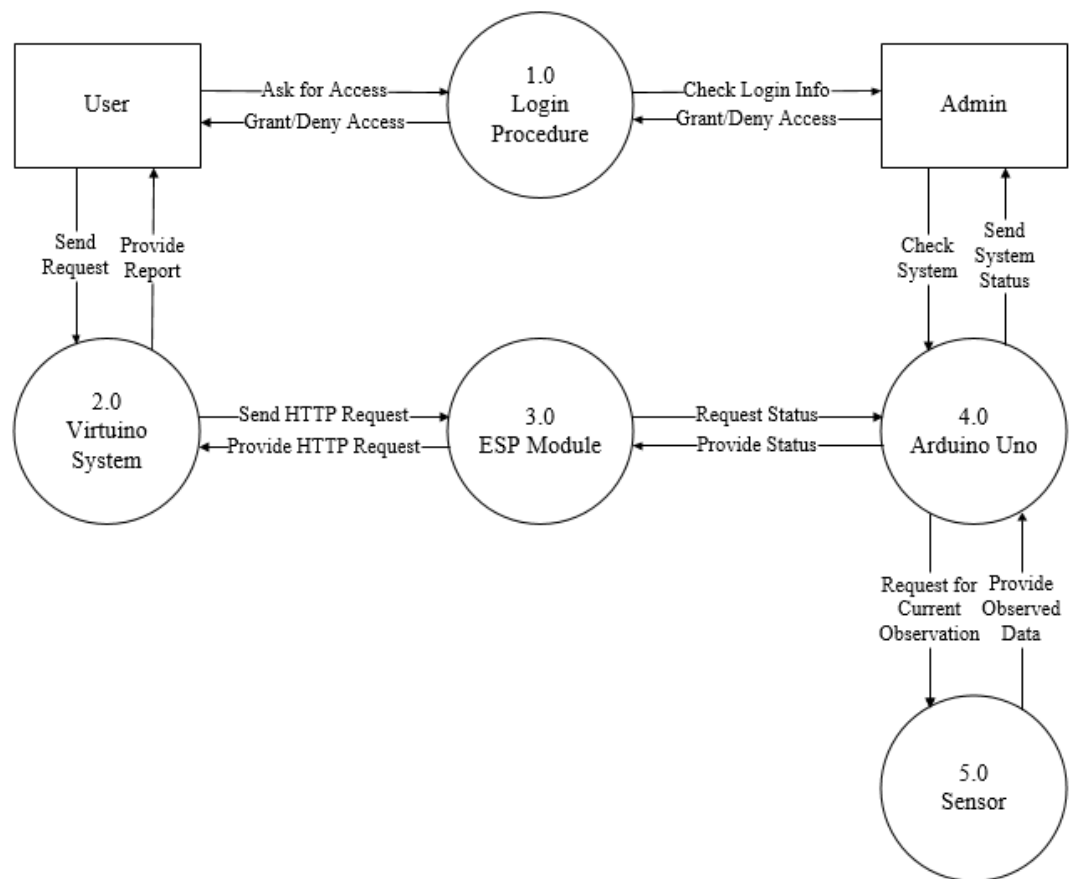 User
Ask for Access
Grant/Deny Access
1.0
Login
Procedure
Check Login Info
Grant/Deny Access
Admin
Send
Request
Provide
Report
Check
System
Send
System
Status
2.0
Virtuino
System
Send HTTP Request
Provide HTTP Request
3.0
ESP Module
Request Status
Provide Status
4.0
Arduino Uno
Request for
Current
Observation
Provide
Observed
Data
5.0
Sensor